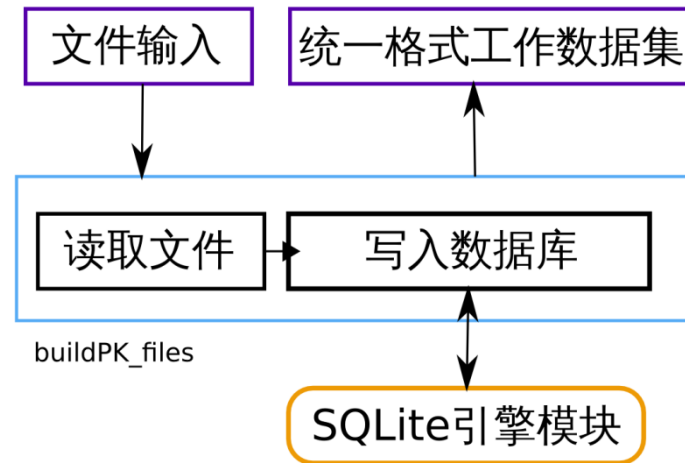 文件输入
统一格式工作数据集
读取文件
写入数据库
buildPK_files
SQLite引擎模块